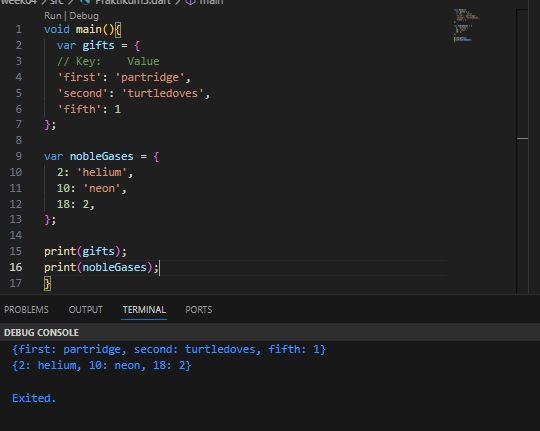 week04 > src > Praktikum3.dart > main
Run | Debug
1 void main(){
2 var gifts = {
3 // Key: Value
4 'first': 'partridge',
5 'second': 'turtledoves',
6 'fifth': 1
7 };
8
9 var nobleGases = {
10 2: 'helium',
11 10: 'neon',
12 18: 2,
13 };
14
15 print(gifts);
16 print(nobleGases);
17 }
PROBLEMS OUTPUT TERMINAL PORTS
DEBUG CONSOLE
{first: partridge, second: turtledoves, fifth: 1}
{2: helium, 10: neon, 18: 2}
Exited.